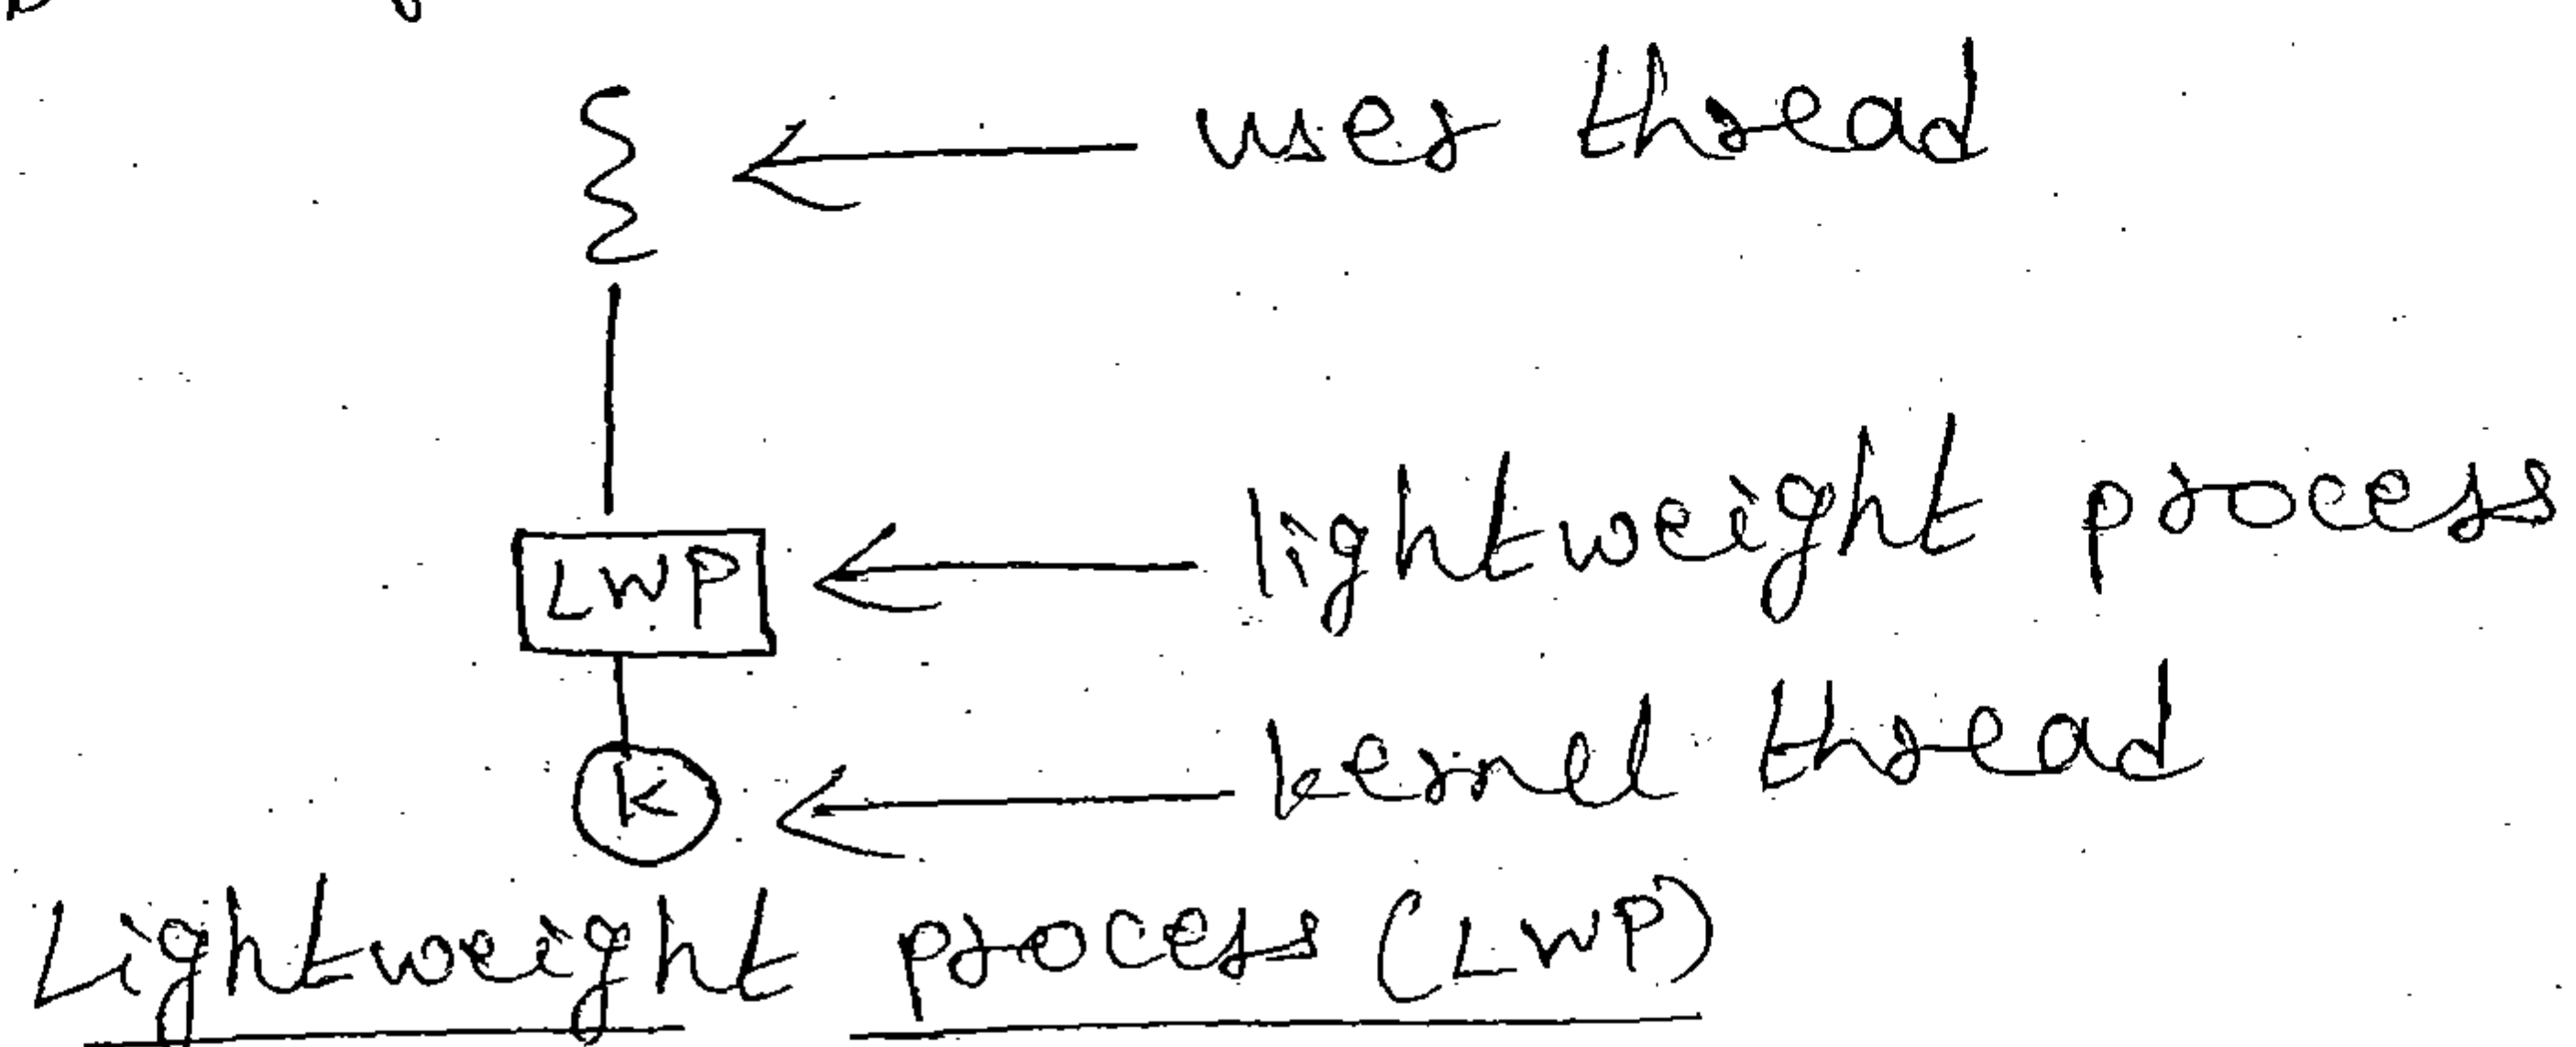 user thread
LWP
lightweight process
K
kernel thread
Lightweight process (LWP)